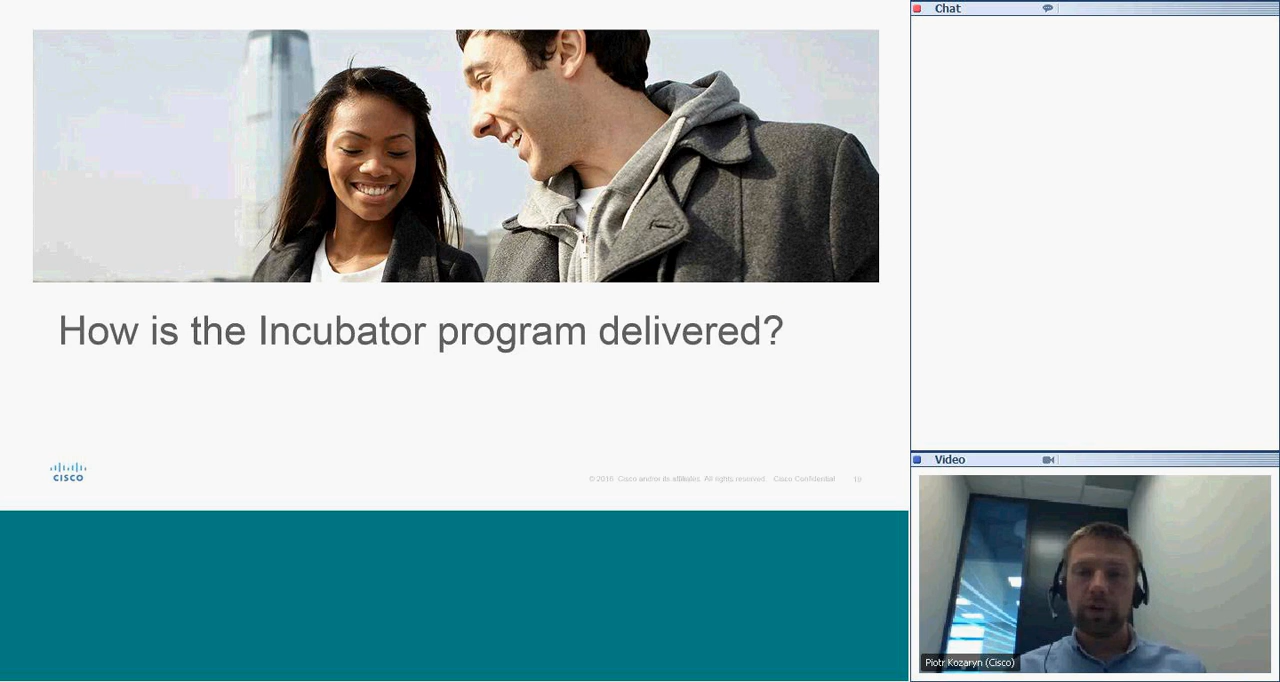 How is the Incubator program delivered?
CISCO
© 2016 Cisco and/or its affiliates. All rights reserved. Cisco Confidential
Chat
Video
Piotr Kozaryn (Cisco)